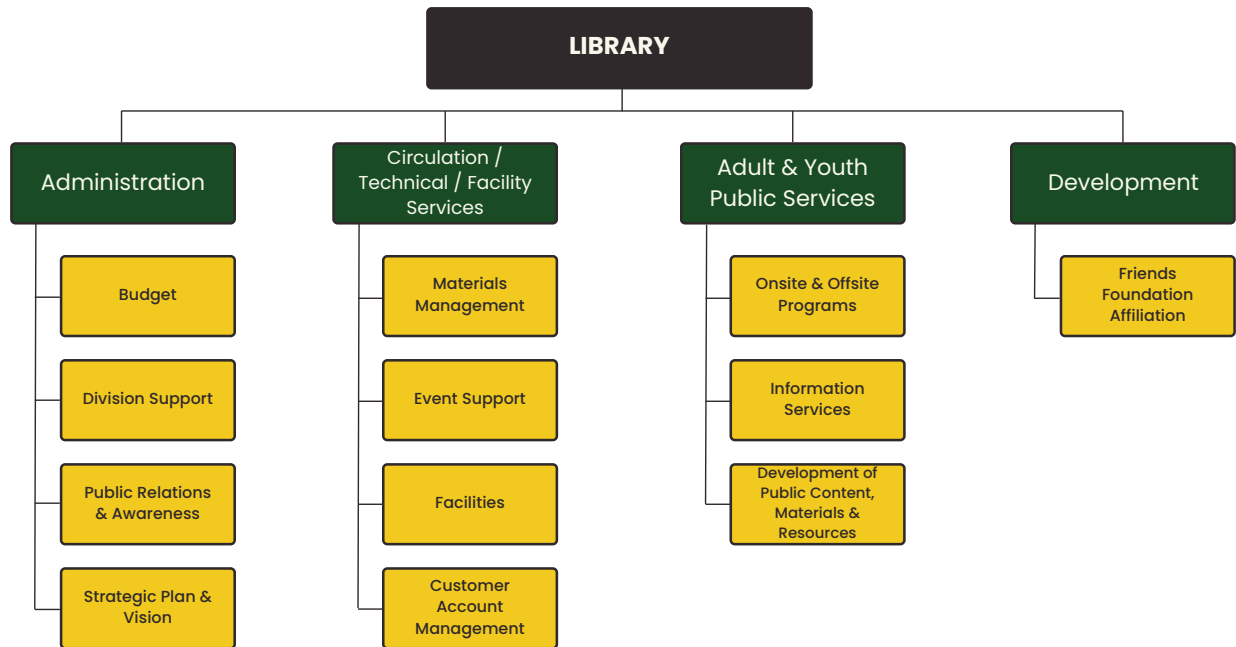 LIBRARY
Administration
Budget
Division Support
Public Relations
& Awareness
Strategic Plan &
Vision
Circulation /
Technical / Facility
Services
Materials
Management
Event Support
Facilities
Customer
Account
Management
Adult & Youth
Public Services
Onsite & Offsite
Programs
Information
Services
Development of
Public Content,
Materials &
Resources
Development
Friends
Foundation
Affiliation